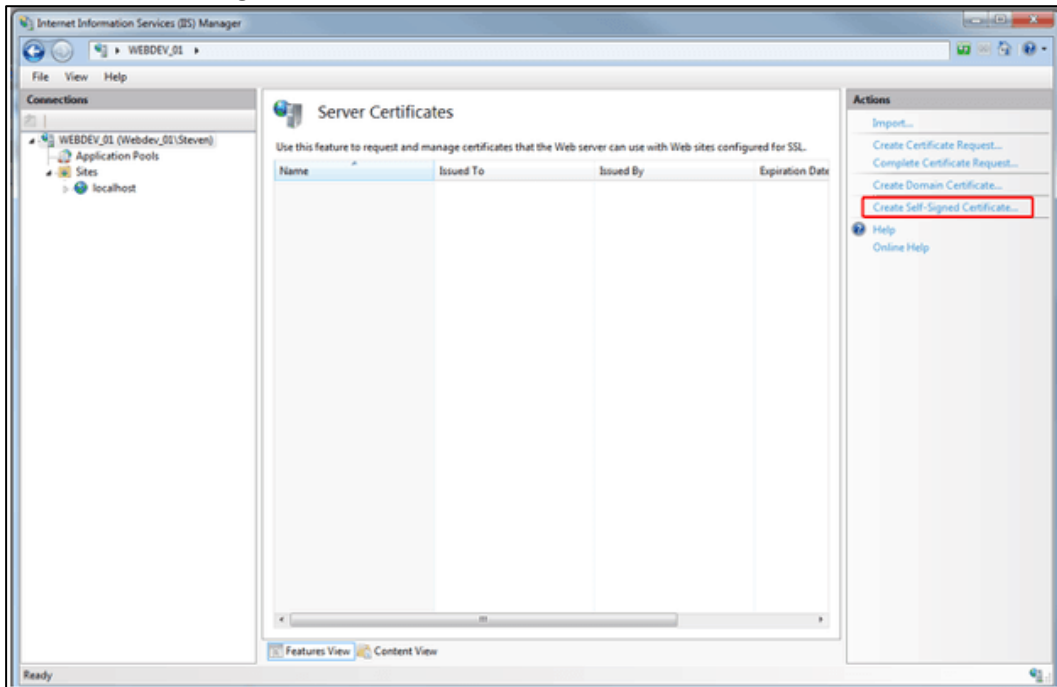 Internet Information Services (IIS) Manager
WEBDEV_01
File View Help
Connections
WEBDEV_01 (Webdev_01\Steven)
Application Pools
Sites
localhost
Server Certificates
Use this feature to request and manage certificates that the Web server can use with Web sites configured for SSL.
Name Issued To Issued By Expiration Date
Features View Content View
Actions
Import...
Create Certificate Request...
Complete Certificate Request...
Create Domain Certificate...
Create Self-Signed Certificate...
Help
Online Help
Ready